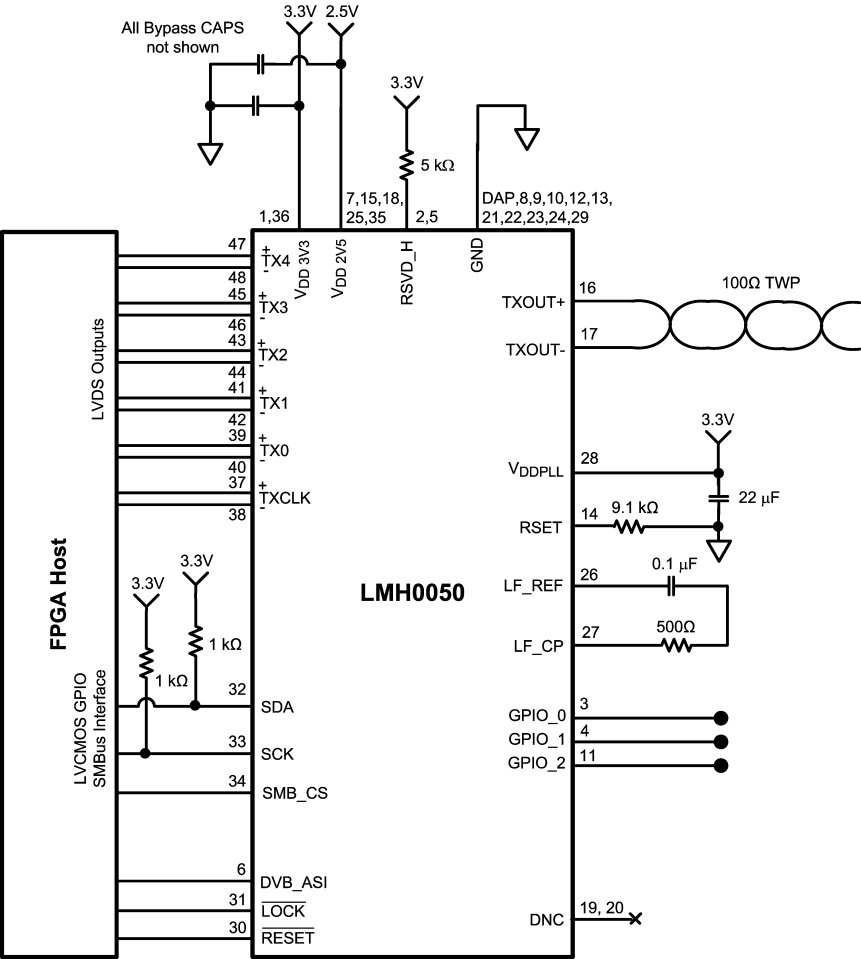 All Bypass CAPS
not shown
3.3V 2.5V
3.3V
5 kΩ
1,36
7,15,18,
25,35
2,5
DAP,8,9,10,12,13,
21,22,23,24,29
VDD 3V3
VDD 2V5
RSVD_H
GND
FPGA Host
LVDS Outputs
47
+
TX4
-
48
45
+
TX3
-
46
43
+
TX2
-
44
41
+
TX1
-
42
39
+
TX0
-
40
37
+
TXCLK
-
38
LMH0050
3.3V
3.3V
1 kΩ
1 kΩ
LVCMOS GPIO
SMBus Interface
32
SDA
33
SCK
34
SMB_CS
6
DVB_ASI
31
LOCK
30
RESET
TXOUT+
16
100Ω TWP
TXOUT-
17
3.3V
VDDPLL
28
22 µF
RSET
14
9.1 kΩ
LF_REF
26
0.1 µF
LF_CP
27
500Ω
GPIO_0
3
GPIO_1
4
GPIO_2
11
DNC
19, 20